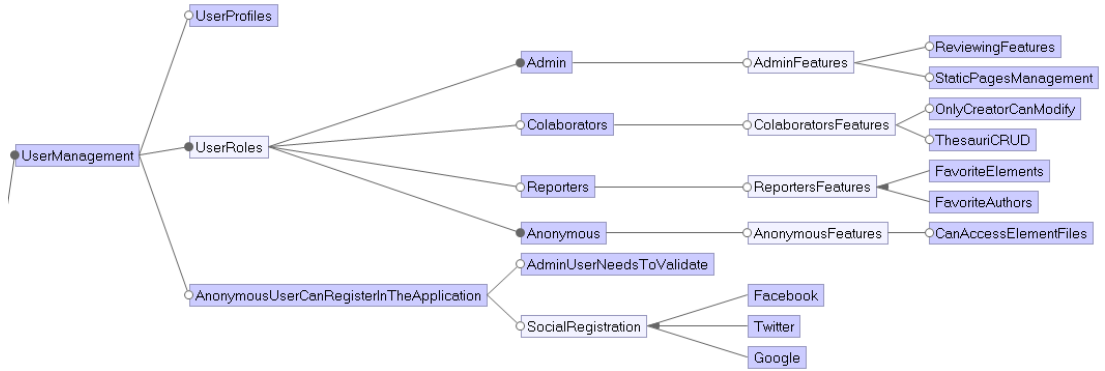 UserProfiles
ReviewingFeatures
Admin
AdminFeatures
StaticPagesManagement
OnlyCreatorCanModify
Colaborators
ColaboratorsFeatures
ThesauriCRUD
UserManagement
UserRoles
FavoriteElements
Reporters
ReportersFeatures
FavoriteAuthors
Anonymous
AnonymousFeatures
CanAccessElementFiles
AdminUserNeedsToValidate
AnonymousUserCanRegisterInTheApplication
Facebook
SocialRegistration
Twitter
Google